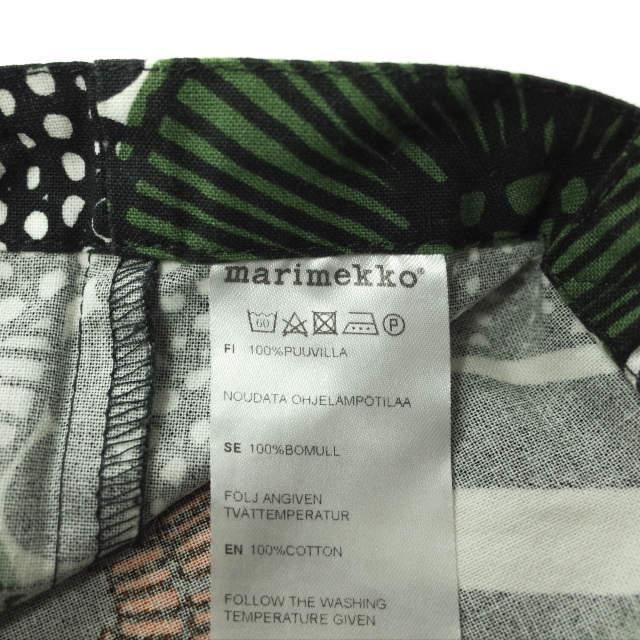 marimekko®
60 P
FI 100%PUUVILLA
NOUDATA OHJELÄMPÖTILAA
SE 100%BOMULL
FÖLJ ANGIVEN
TVÄTTEMPERATUR
EN 100%COTTON
FOLLOW THE WASHING
TEMPERATURE GIVEN